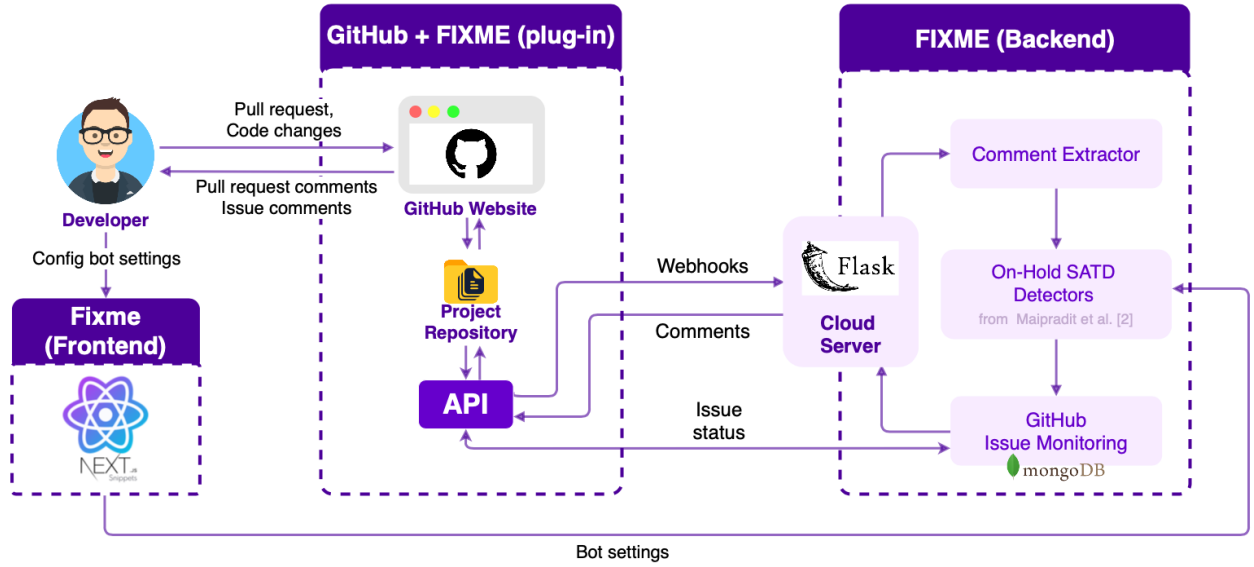 GitHub + FIXME (plug-in)
FIXME (Backend)
Pull request,
Code changes
Pull request comments
Issue comments
Developer
GitHub Website
Comment Extractor
Config bot settings
Fixme
(Frontend)
NEXT.JS
Snippets
Project
Repository
API
Webhooks
Comments
Issue
status
Flask
Cloud
Server
On-Hold SATD
Detectors
from Maipradit et al. [2]
GitHub
Issue Monitoring
mongoDB
Bot settings